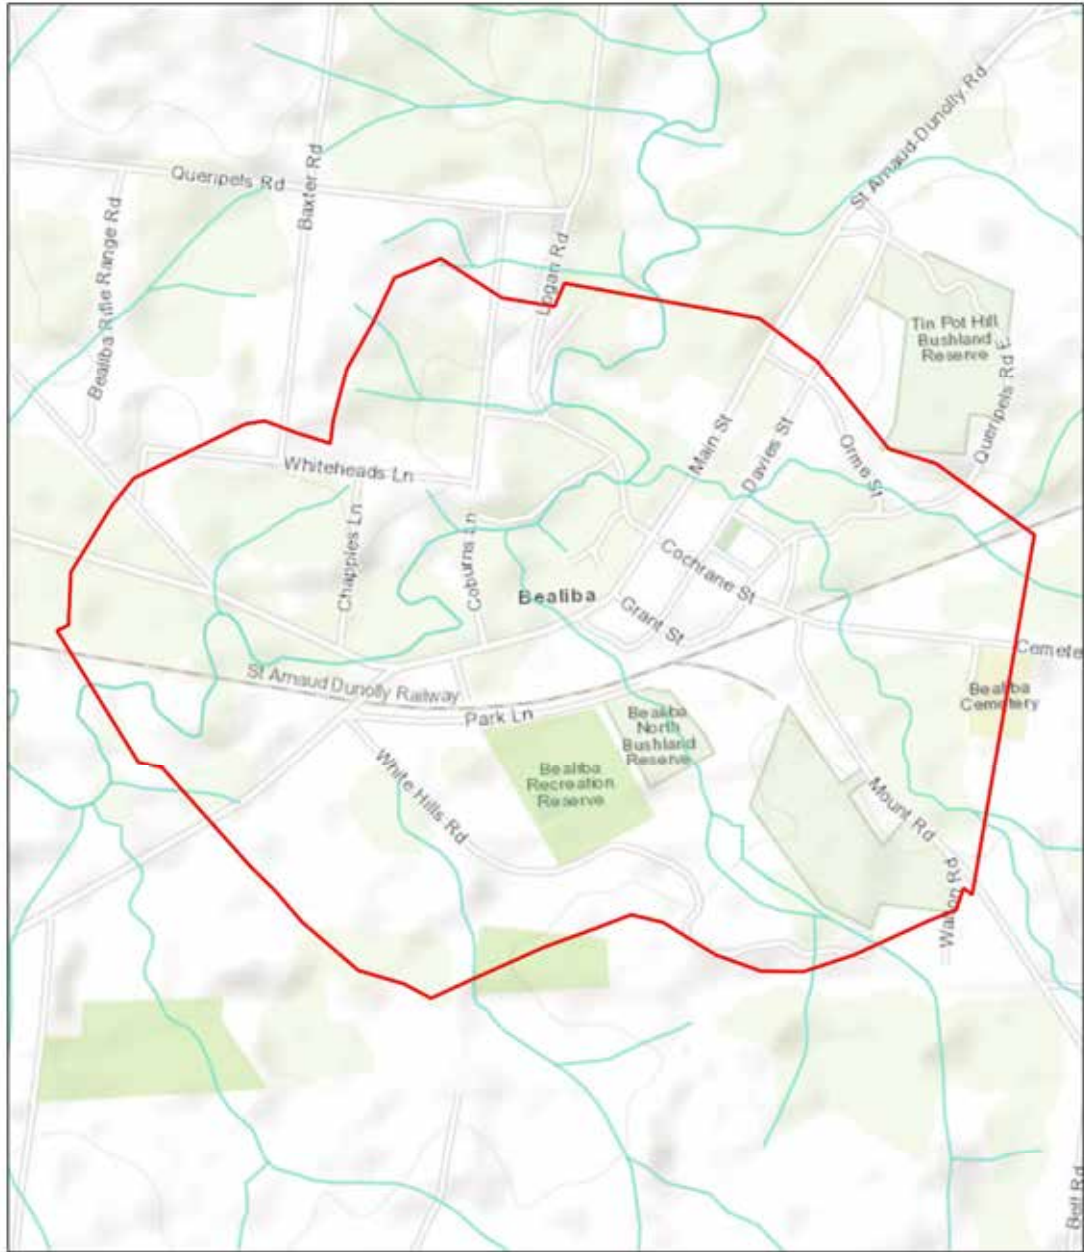 St Arnaud-Dunolly Rd
Queripels Rd
Baxter Rd
Bealiba Rifle Range Rd
Logan Rd
Tin Pot Hill
Bushland
Reserve
Queripels Rd E
Main St
Davies St
Orme St
Whiteheads Ln
Chapples Ln
Coburns Ln
Cochrane St
Bealiba
Grant St
Cemete
St Arnaud Dunolly Railway
Bealiba
Cemetery
Park Ln
Bealiba
North
Bushland
Reserve
Bealiba
Recreation
Reserve
White Hills Rd
Mount Rd
Bell Rd